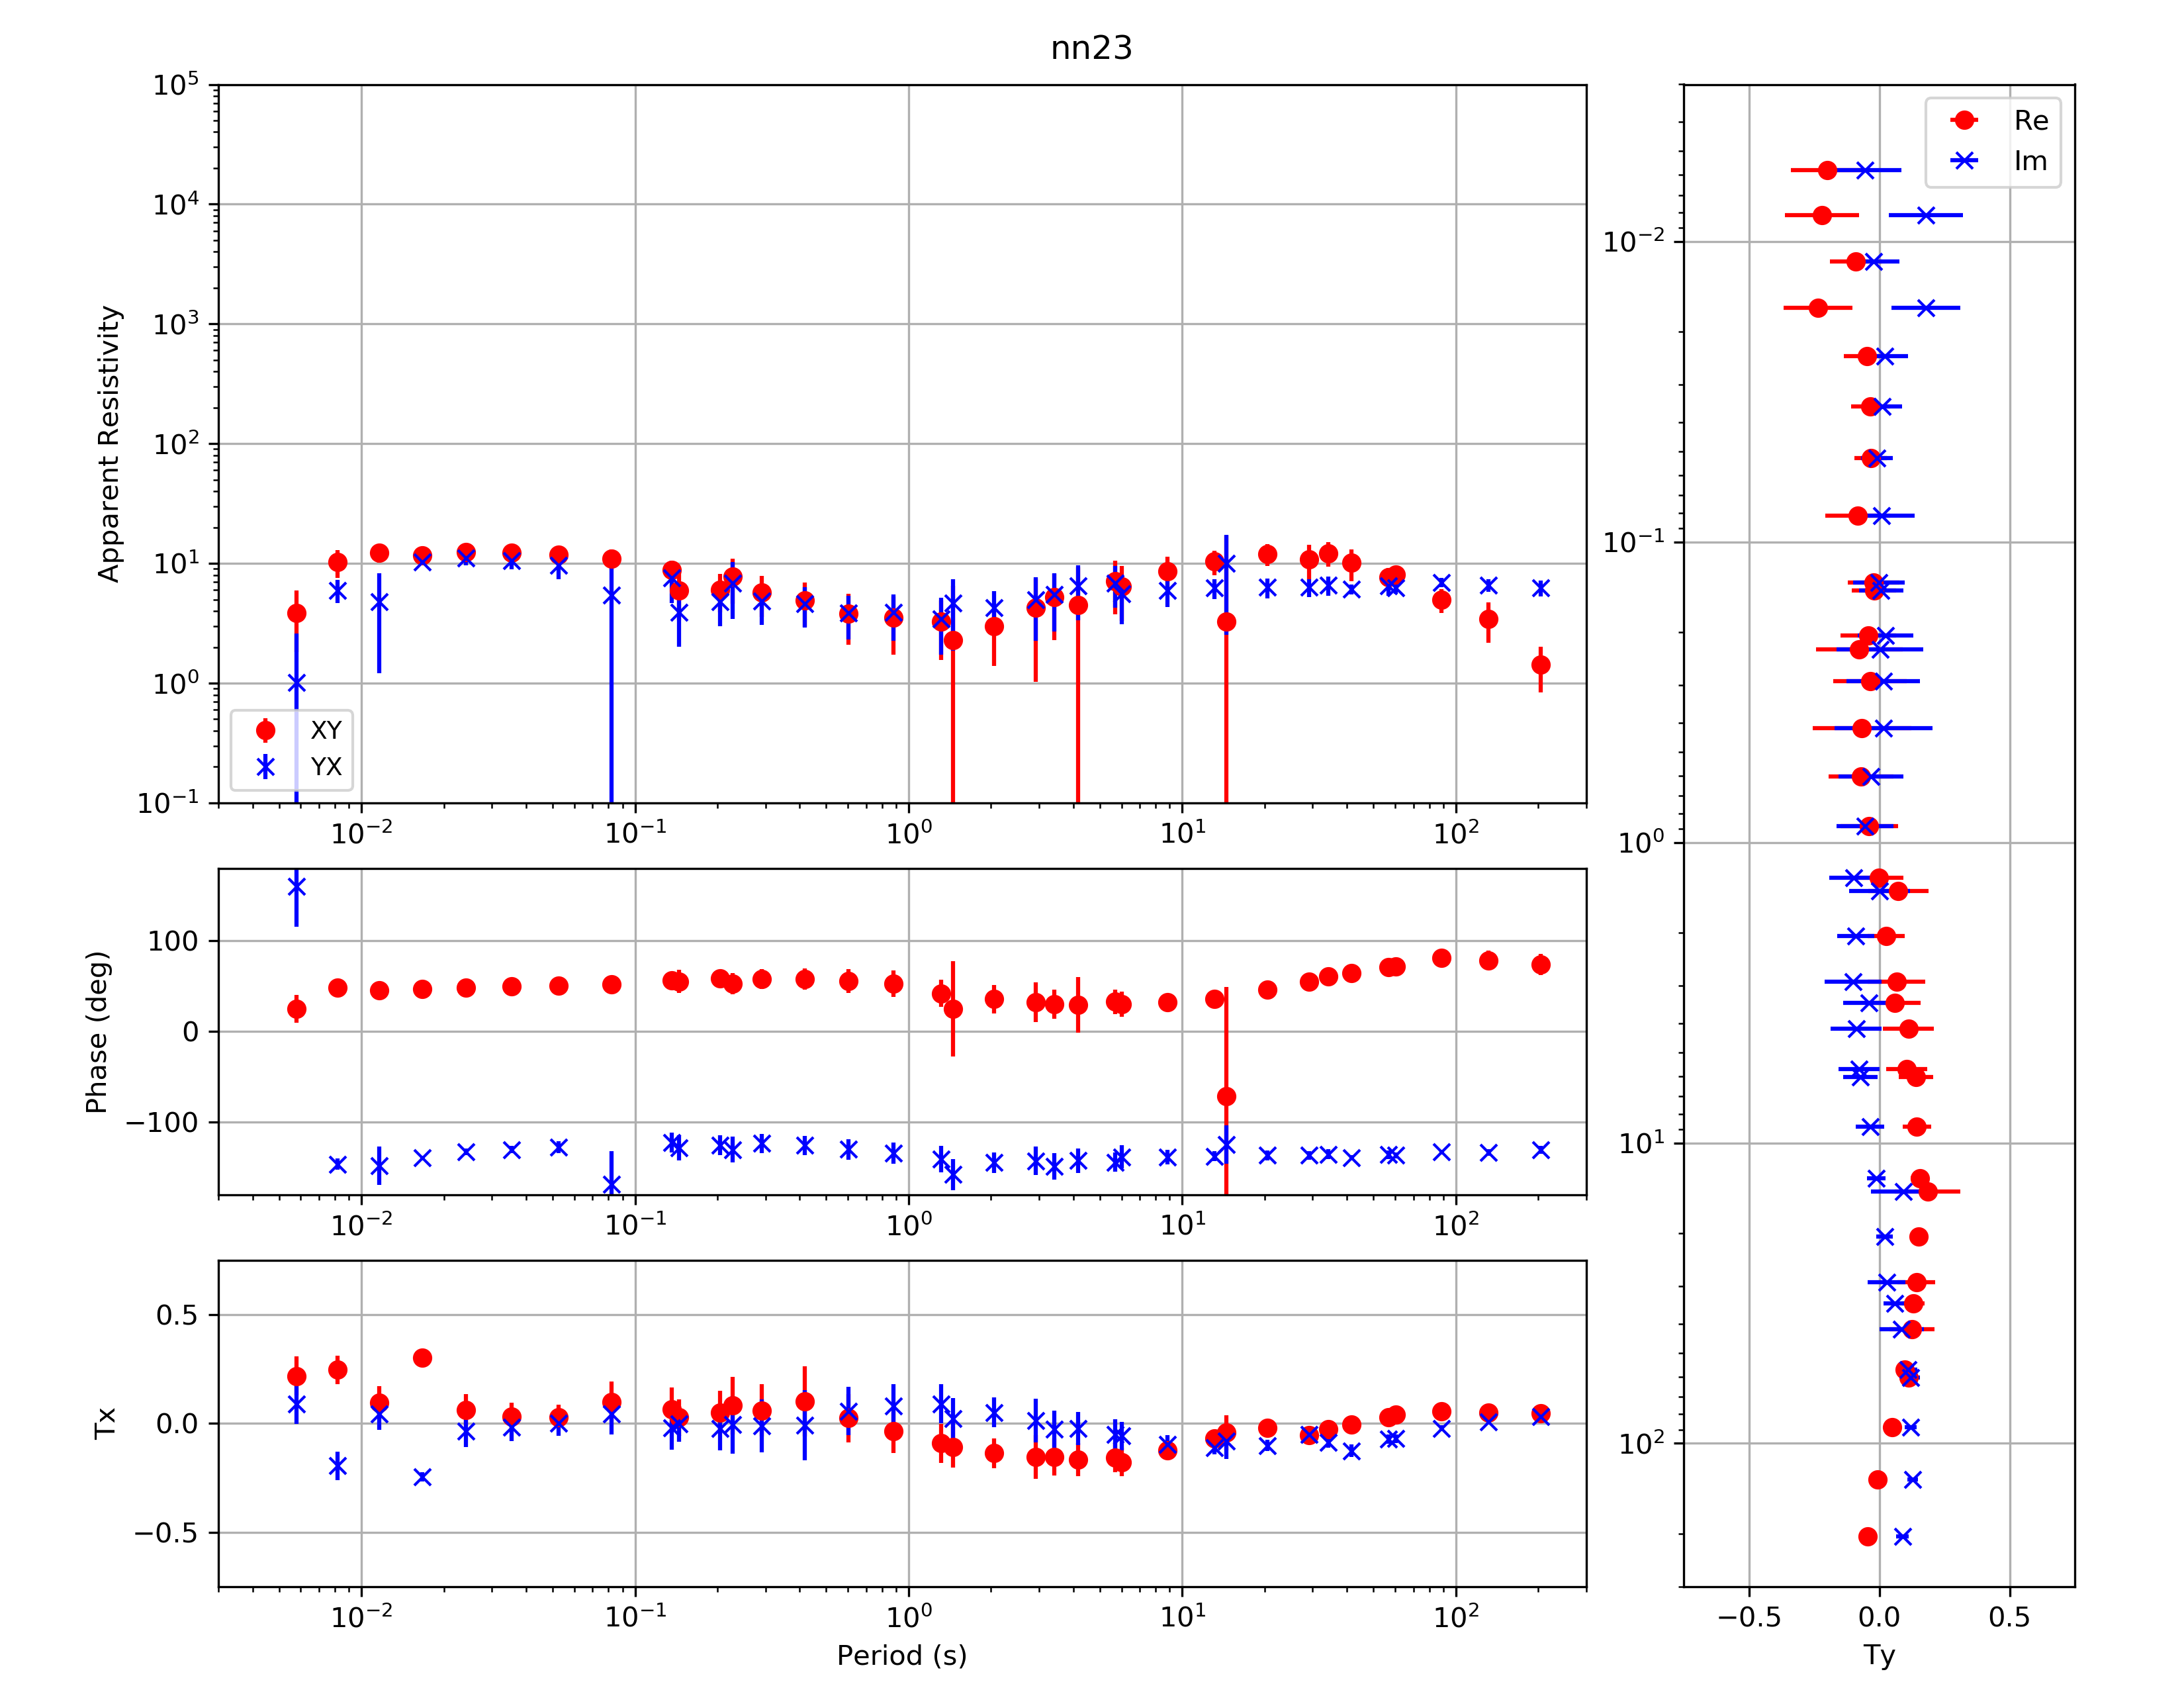 nn23
Apparent Resistivity
10^5
10^4
10^3
10^2
10^1
10^0
10^-1
XY
YX
10^-2 10^-1 10^0 10^1 10^2
Phase (deg)
100
0
−100
10^-2 10^-1 10^0 10^1 10^2
Tx
0.5
0.0
−0.5
10^-2 10^-1 10^0 10^1 10^2
Period (s)
Re
Im
10^-2
10^-1
10^0
10^1
10^2
−0.5 0.0 0.5
Ty